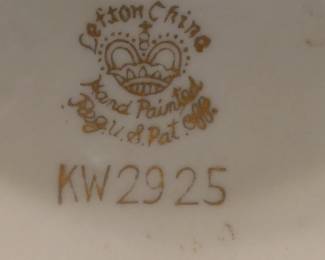 Lefton China
Hand Painted
Reg. U.S. Pat. Off.
KW2925